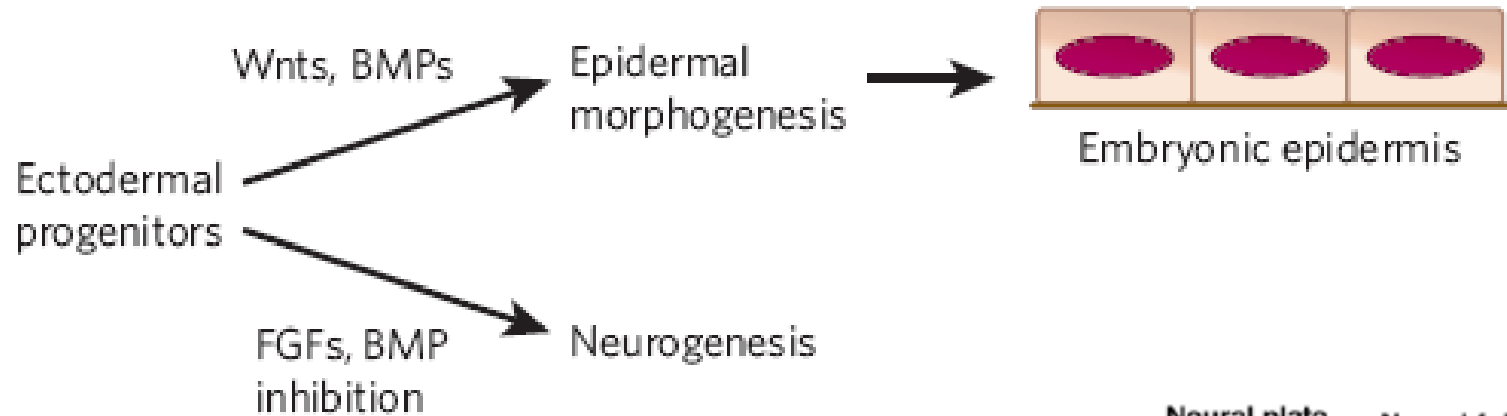 Wnts, BMPs
Epidermal
morphogenesis
Embryonic epidermis
Ectodermal
progenitors
FGFs, BMP
inhibition
Neurogenesis
Neural plate